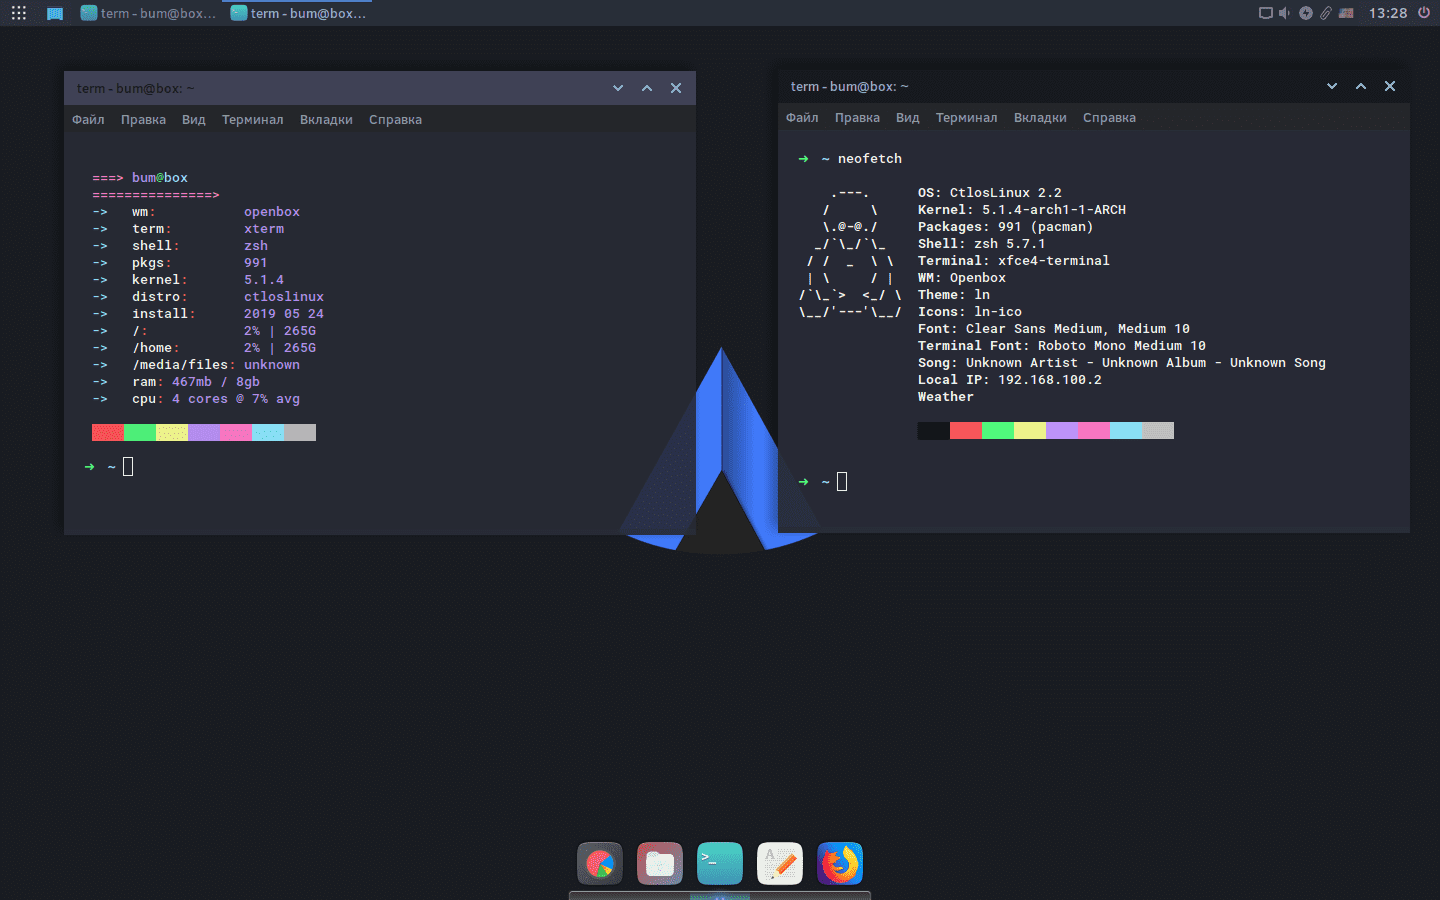 term - bum@box...
term - bum@box...
13:28
term - bum@box: ~
Файл Правка Вид Терминал Вкладки Справка
===> bum@box
===============>
-> wm: openbox
-> term: xterm
-> shell: zsh
-> pkgs: 991
-> kernel: 5.1.4
-> distro: ctloslinux
-> install: 2019 05 24
-> /: 2% | 265G
-> /home: 2% | 265G
-> /media/files: unknown
-> ram: 467mb / 8gb
-> cpu: 4 cores @ 7% avg
➜ ~
term - bum@box: ~
Файл Правка Вид Терминал Вкладки Справка
➜ ~ neofetch
OS: CtlosLinux 2.2
Kernel: 5.1.4-arch1-1-ARCH
Packages: 991 (pacman)
Shell: zsh 5.7.1
Terminal: xfce4-terminal
WM: Openbox
Theme: ln
Icons: ln-ico
Font: Clear Sans Medium, Medium 10
Terminal Font: Roboto Mono Medium 10
Song: Unknown Artist - Unknown Album - Unknown Song
Local IP: 192.168.100.2
Weather
➜ ~